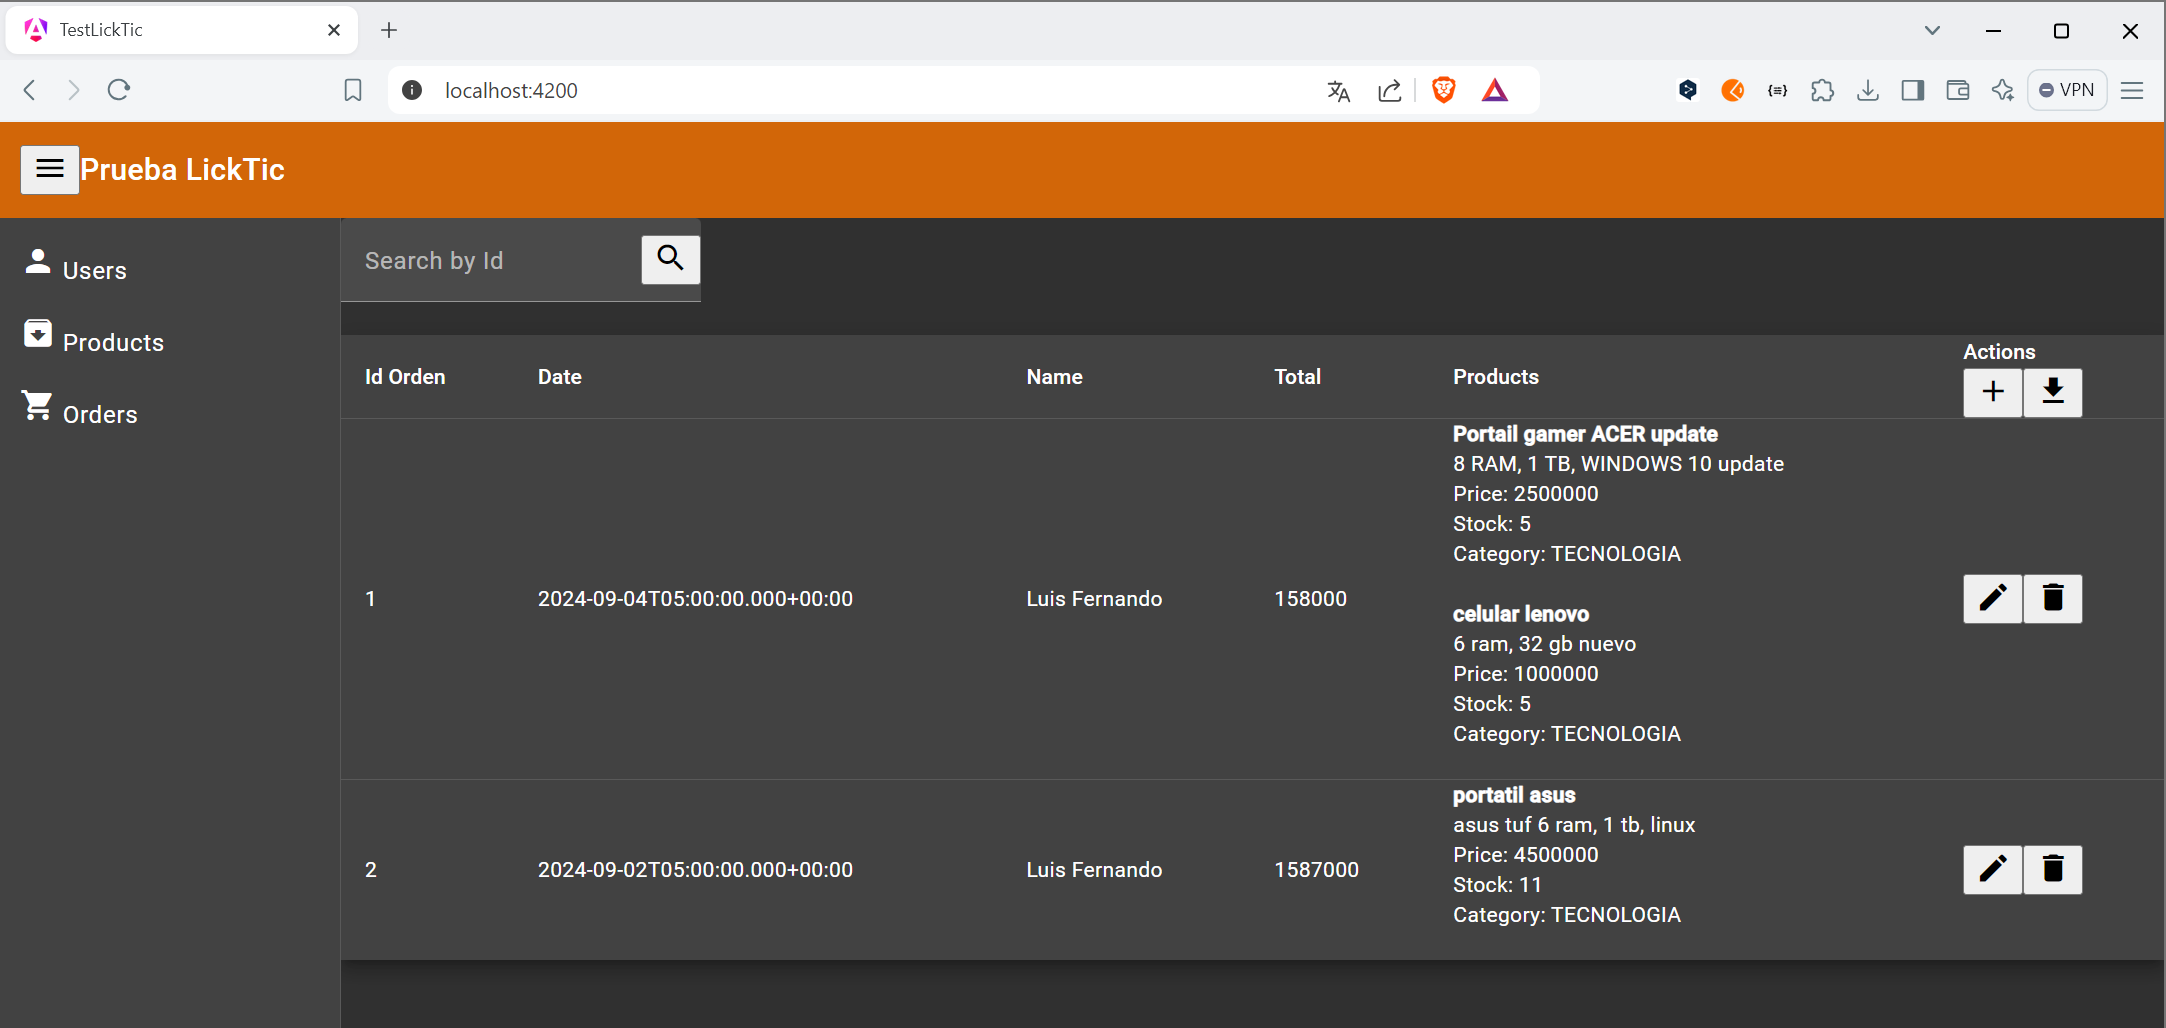 TestLickTic
localhost:4200
VPN
Prueba LickTic
Users
Products
Orders
Search by Id
Id Orden Date Name Total Products Actions
1 2024-09-04T05:00:00.000+00:00 Luis Fernando 158000
Portail gamer ACER update
8 RAM, 1 TB, WINDOWS 10 update
Price: 2500000
Stock: 5
Category: TECNOLOGIA
celular lenovo
6 ram, 32 gb nuevo
Price: 1000000
Stock: 5
Category: TECNOLOGIA
2 2024-09-02T05:00:00.000+00:00 Luis Fernando 1587000
portatil asus
asus tuf 6 ram, 1 tb, linux
Price: 4500000
Stock: 11
Category: TECNOLOGIA